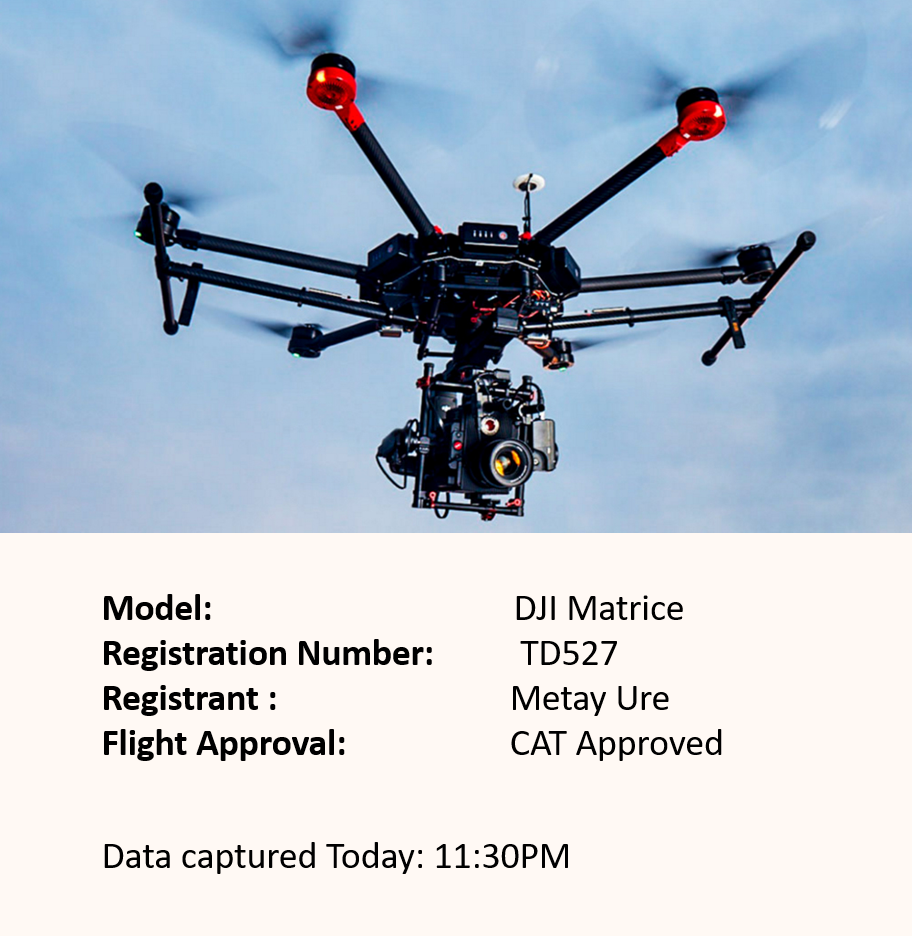 Model: DJI Matrice
Registration Number: TD527
Registrant : Metay Ure
Flight Approval: CAT Approved
Data captured Today: 11:30PM